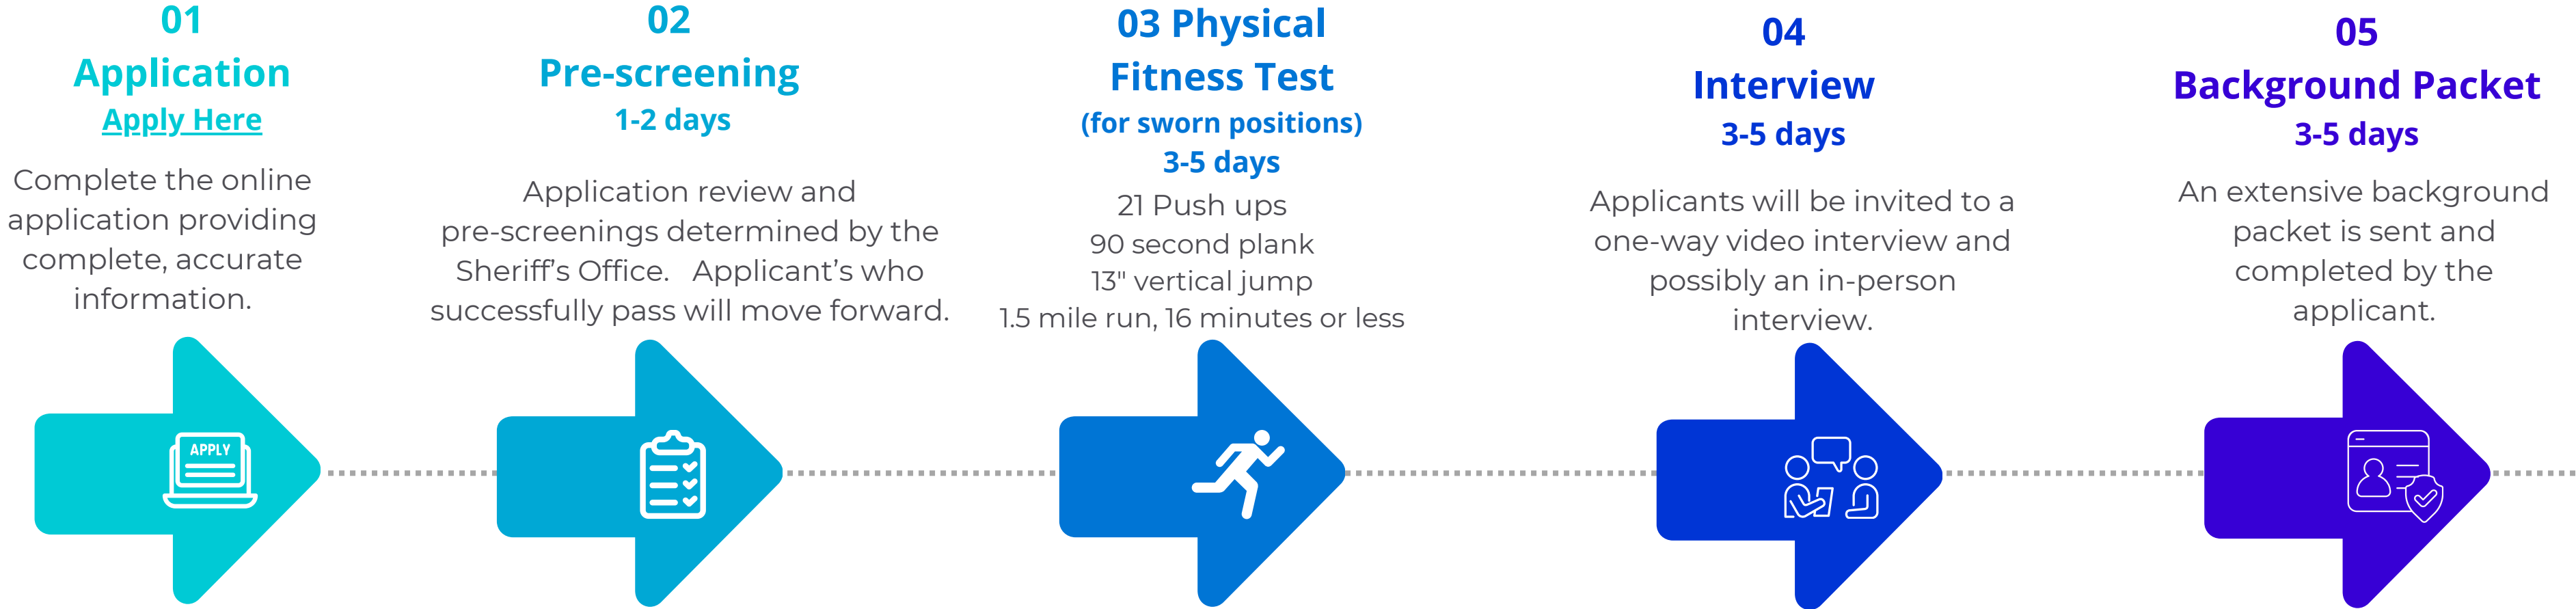 01
Application
Apply Here
Complete the online
application providing
complete, accurate
information.
APPLY
02
Pre-screening
1-2 days
Application review and
pre-screenings determined by the
Sheriff's Office.   Applicant's who
successfully pass will move forward.
03 Physical
Fitness Test
(for sworn positions)
3-5 days
21 Push ups
90 second plank
13" vertical jump
1.5 mile run, 16 minutes or less
04
Interview
3-5 days
Applicants will be invited to a
one-way video interview and
possibly an in-person
interview.
05
Background Packet
3-5 days
An extensive background
packet is sent and
completed by the
applicant.